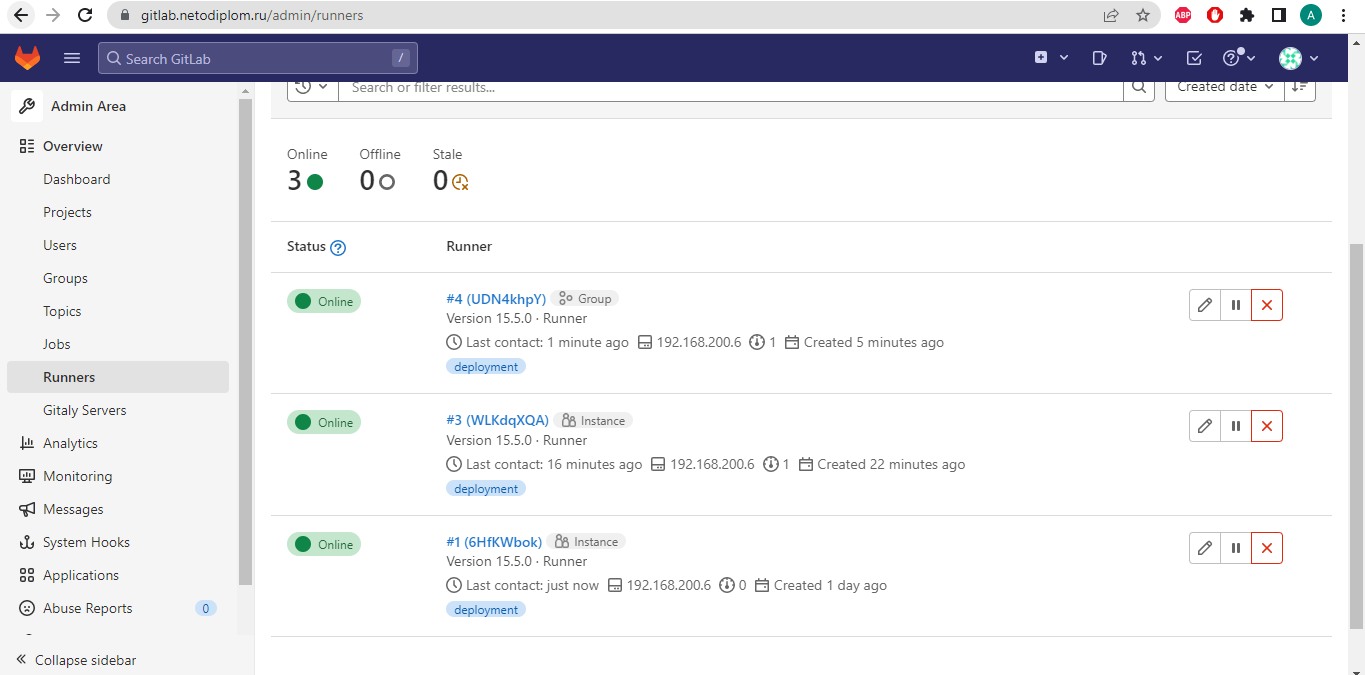 gitlab.netodiplom.ru/admin/runners
ABP
A
Search GitLab /
Admin Area
Overview
Dashboard
Projects
Users
Groups
Topics
Jobs
Runners
Gitaly Servers
Analytics
Monitoring
Messages
System Hooks
Applications
Abuse Reports 0
Collapse sidebar
Search or filter results...
Created date
Online Offline Stale
3 0 0
Status Runner
Online #4 (UDN4khpY) Group
Version 15.5.0 · Runner
Last contact: 1 minute ago 192.168.200.6 1 Created 5 minutes ago
deployment
Online #3 (WLKdqXQA) Instance
Version 15.5.0 · Runner
Last contact: 16 minutes ago 192.168.200.6 1 Created 22 minutes ago
deployment
Online #1 (6HfKWbok) Instance
Version 15.5.0 · Runner
Last contact: just now 192.168.200.6 0 Created 1 day ago
deployment